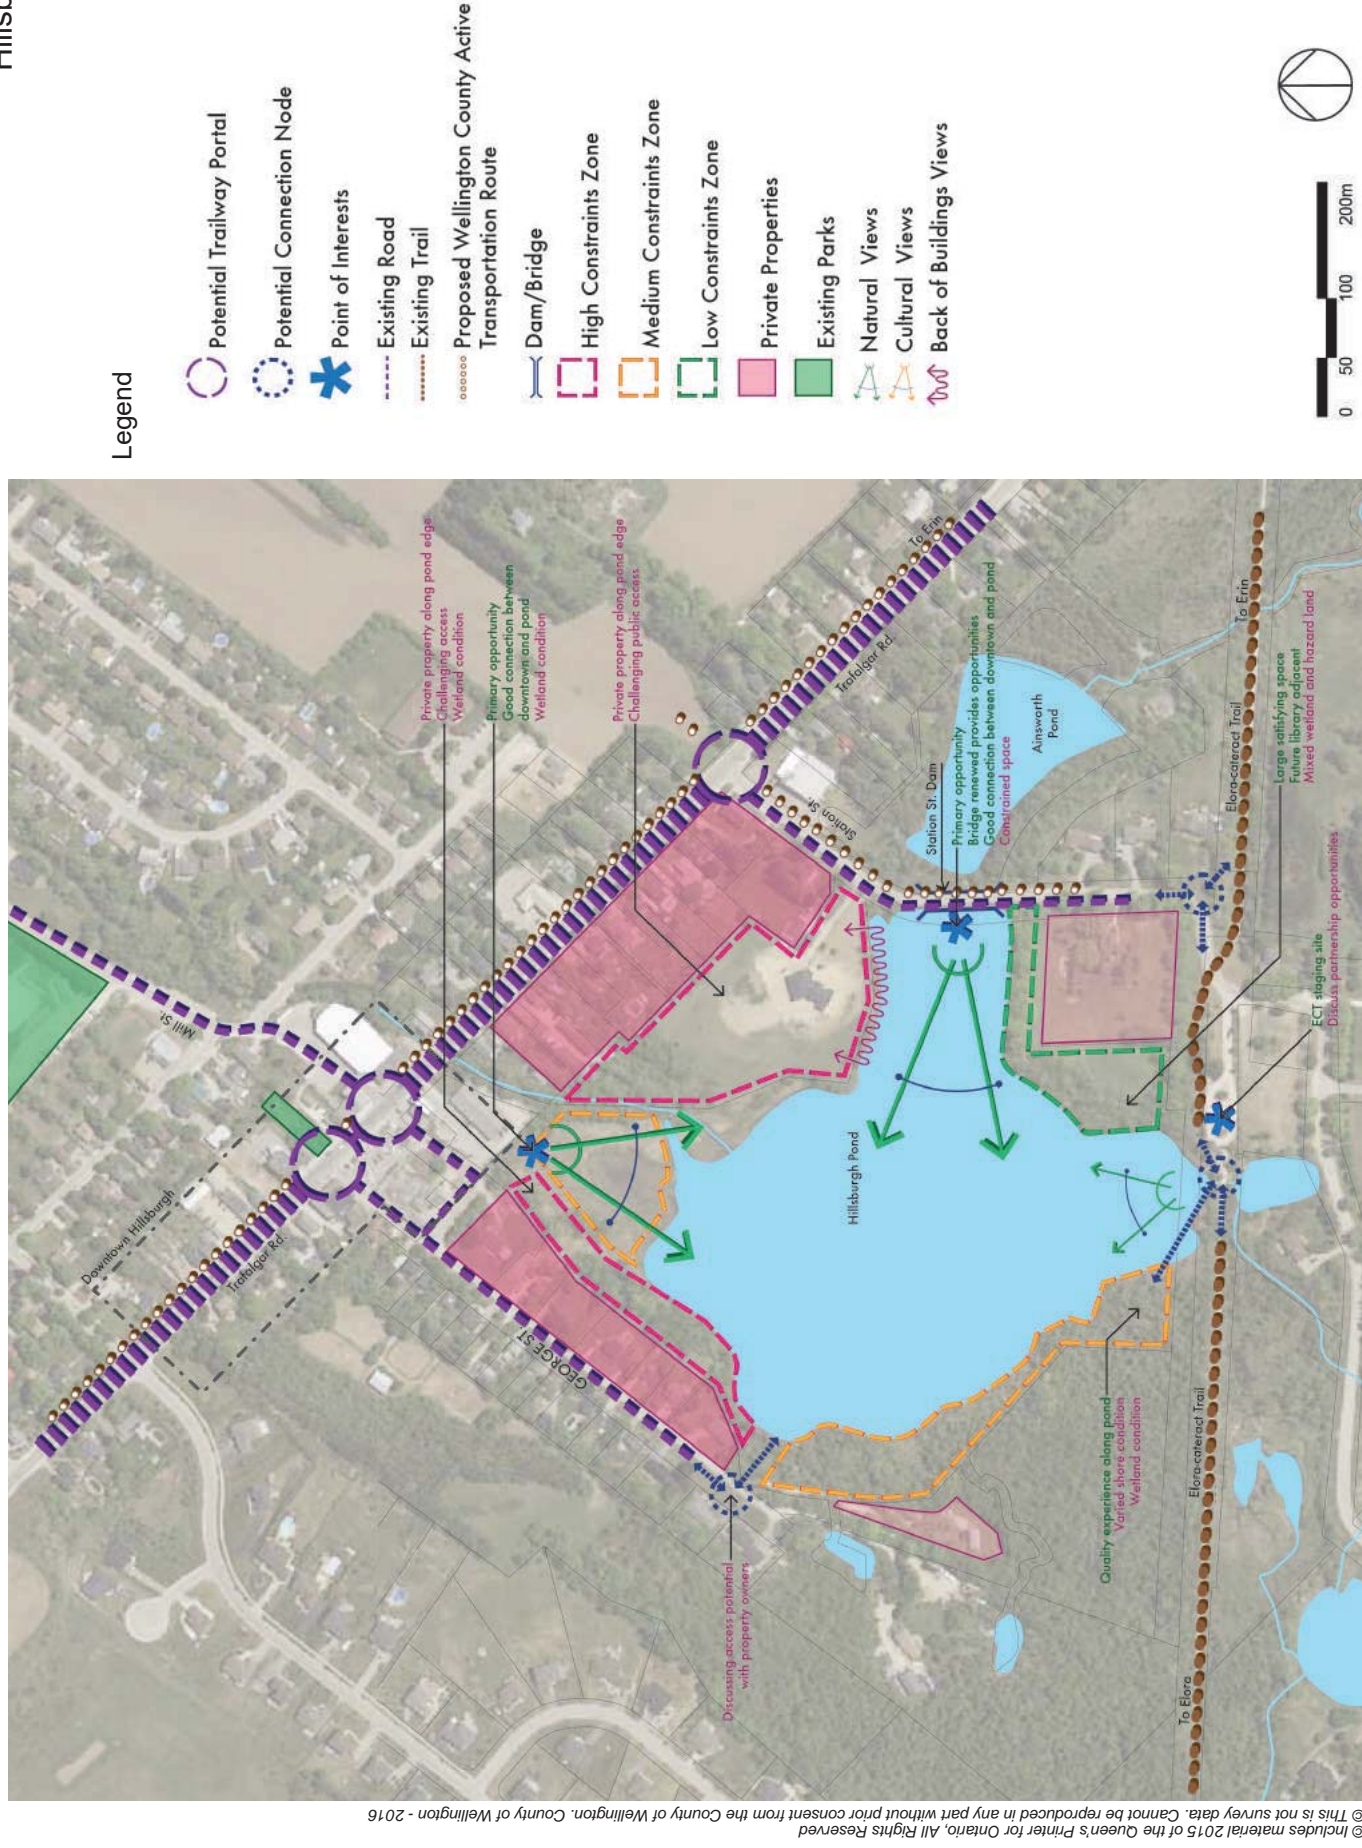 Hillsb
Legend
Potential Trailway Portal
Potential Connection Node
Point of Interests
Existing Road
Existing Trail
Proposed Wellington County Active
Transportation Route
Dam/Bridge
High Constraints Zone
Medium Constraints Zone
Low Constraints Zone
Private Properties
Existing Parks
Natural Views
Cultural Views
Back of Buildings Views
0 50 100 200m
Downtown Hillsburgh
Trafalgar Rd
Mill St.
GEORGE ST
Private property along pond edge
Challenging access
Wetland condition
Primary opportunity
Good connection between
downtown and pond
Wetland condition
Private property along pond edge
Challenging public access
To Erin
Trafalgar Rd.
Station St.
Discussing access potential
with property owners
Hillsburgh Pond
Station St. Dam
Primary opportunity
Bridge renewed provides opportunities
Good connection between downtown and pond
Constrained space
Ainsworth
Pond
Quality experience along pond
Varied shore condition
Wetland condition
To Elora
Elora-cateract Trail
Elora-cateract Trail
To Erin
Large satisfying space
Future library adjacent
Mixed wetland and hazard land
ECT staging site
Discuss partnership opportunities
© Includes material 2015 of the Queen's Printer for Ontario, All Rights Reserved
© This is not survey data. Cannot be reproduced in any part without prior consent from the County of Wellington. County of Wellington - 2016